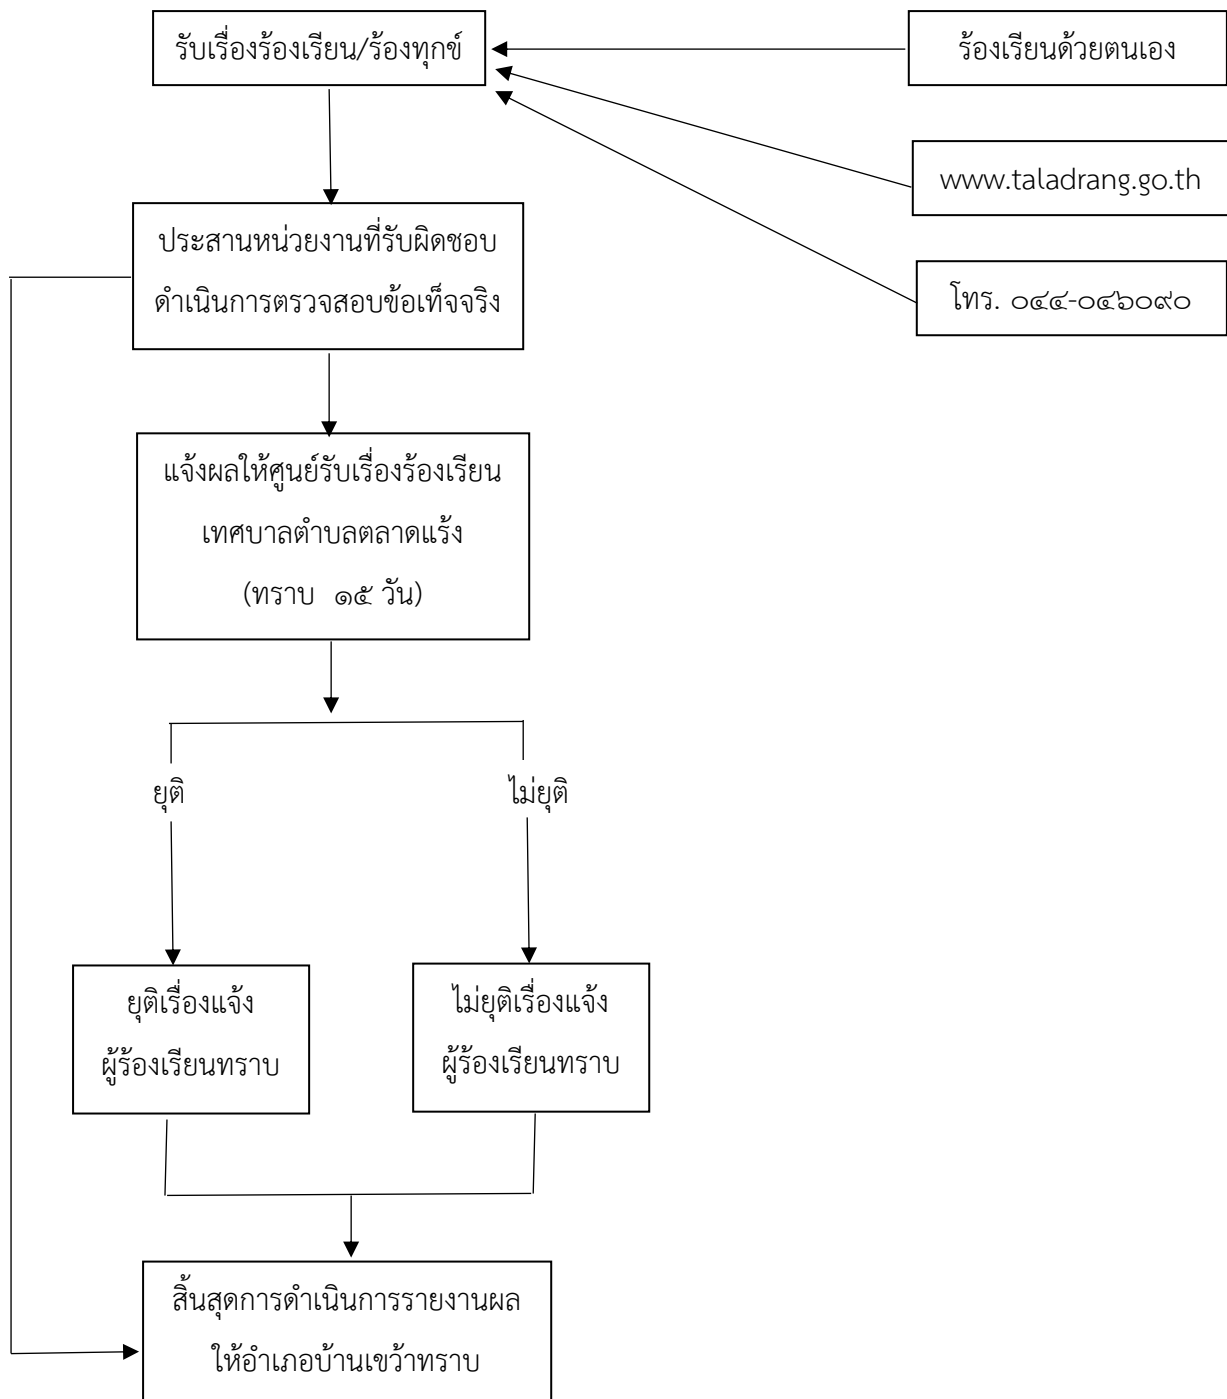 รับเรื่องร้องเรียน/ร้องทุกข์
ร้องเรียนด้วยตนเอง
www.taladrang.go.th
โทร. ๐๔๔-๐๔๖๐๙๐
ประสานหน่วยงานที่รับผิดชอบ
ดำเนินการตรวจสอบข้อเท็จจริง
แจ้งผลให้ศูนย์รับเรื่องร้องเรียน
เทศบาลตำบลตลาดแร้ง
(ทราบ ๑๕ วัน)
ยุติ
ไม่ยุติ
ยุติเรื่องแจ้ง
ผู้ร้องเรียนทราบ
ไม่ยุติเรื่องแจ้ง
ผู้ร้องเรียนทราบ
สิ้นสุดการดำเนินการรายงานผล
ให้อำเภอบ้านเขว้าทราบ